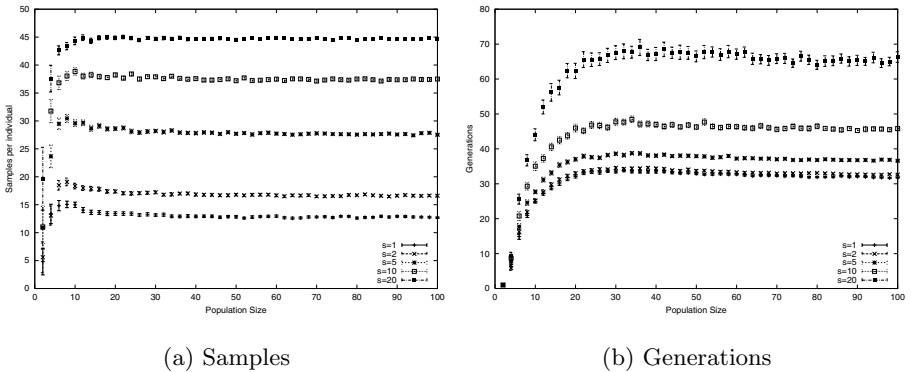 50
45
40
35
30
25
20
15
10
5
0
Samples per individual
0 10 20 30 40 50 60 70 80 90 100
Population Size
s=1
s=2
s=5
s=10
s=20
(a) Samples
80
70
60
50
40
30
20
10
0
Generations
0 10 20 30 40 50 60 70 80 90 100
Population Size
s=1
s=2
s=5
s=10
s=20
(b) Generations